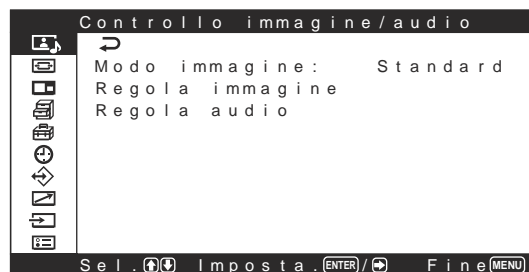 Controllo immagine/audio
Modo immagine: Standard
Regola immagine
Regola audio
Sel. Imposta. ENTER / Fine MENU